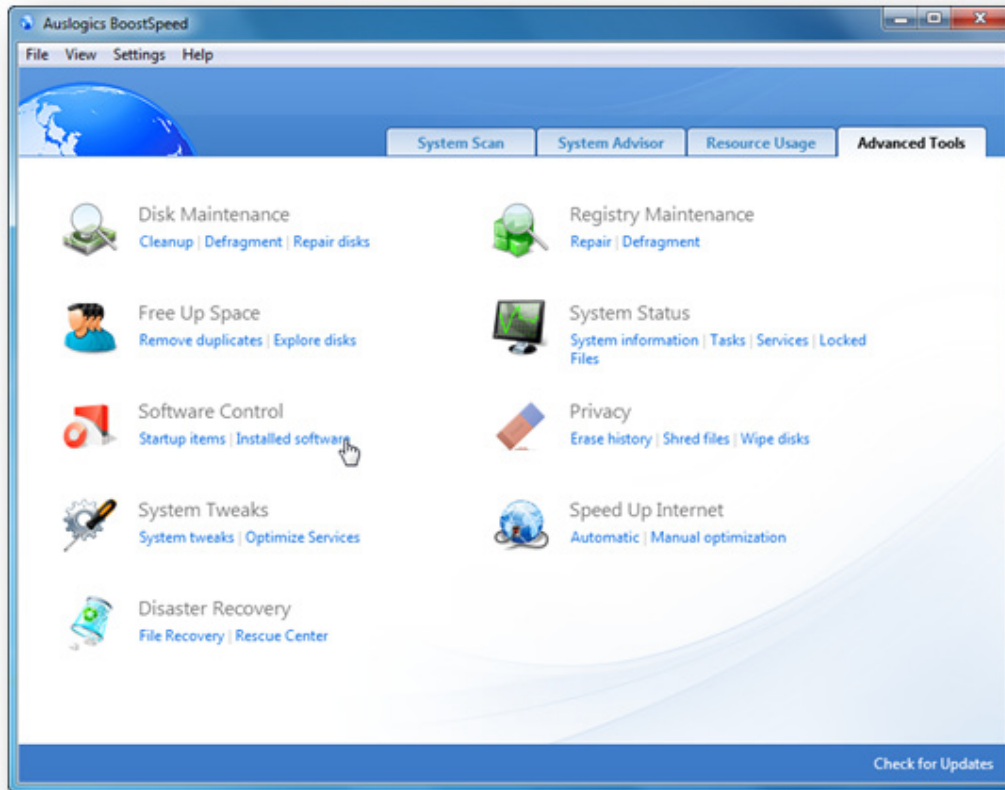 Auslogics BoostSpeed
File View Settings Help
System Scan System Advisor Resource Usage Advanced Tools
Disk Maintenance
Cleanup | Defragment | Repair disks
Registry Maintenance
Repair | Defragment
Free Up Space
Remove duplicates | Explore disks
System Status
System information | Tasks | Services | Locked
Files
Software Control
Startup items | Installed software
Privacy
Erase history | Shred files | Wipe disks
System Tweaks
System tweaks | Optimize Services
Speed Up Internet
Automatic | Manual optimization
Disaster Recovery
File Recovery | Rescue Center
Check for Updates